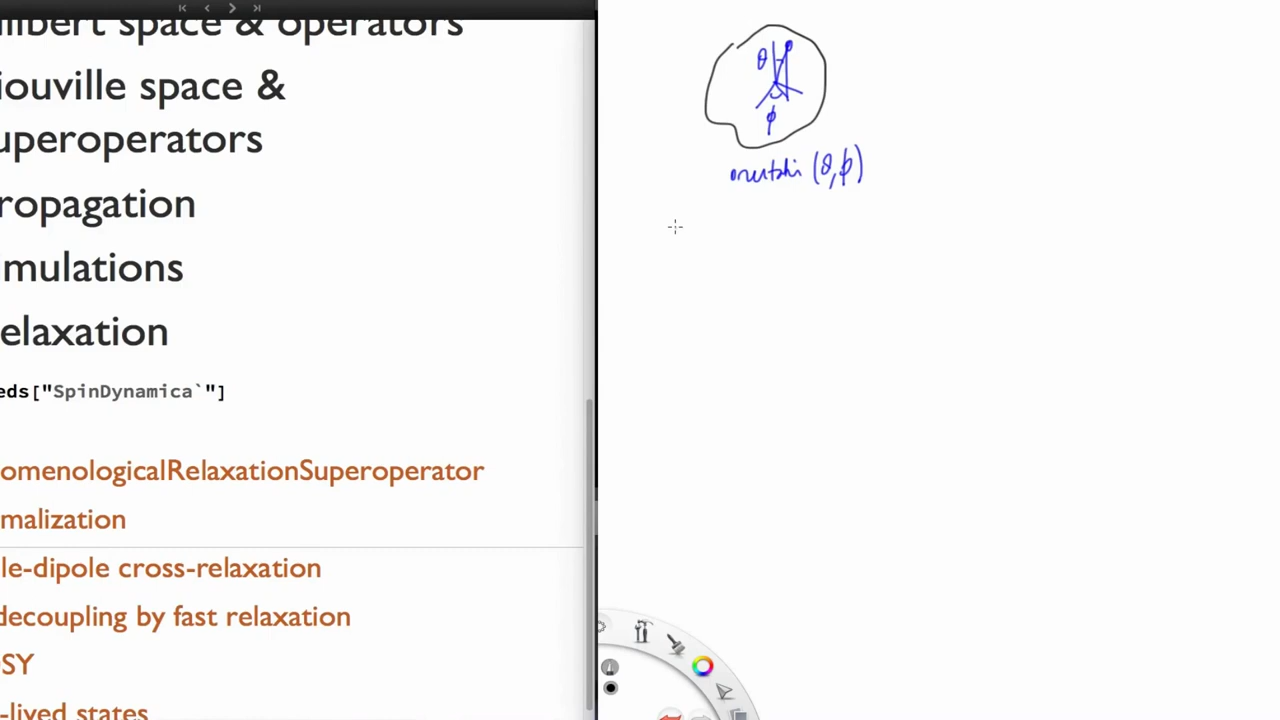 ilbert space & operators
iouville space &
uperoperators
ropagation
imulations
elaxation
eds["SpinDynamica`"]
omenologicalRelaxationSuperoperator
malization
le-dipole cross-relaxation
decoupling by fast relaxation
SY
-lived states
θ
ϕ
(θ,ϕ)